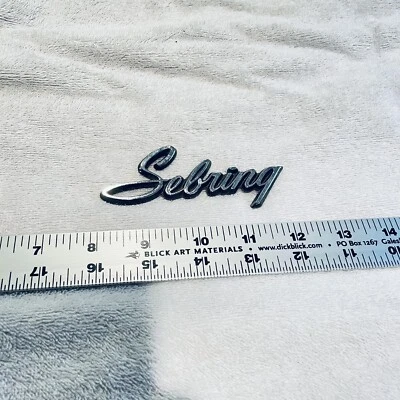 Sebring
7 8 9 10 11 12 13 14
BLICK ART MATERIALS • www.dickblick.com • PO Box 1267 Gales
17 16 15 14 13 12 11 10